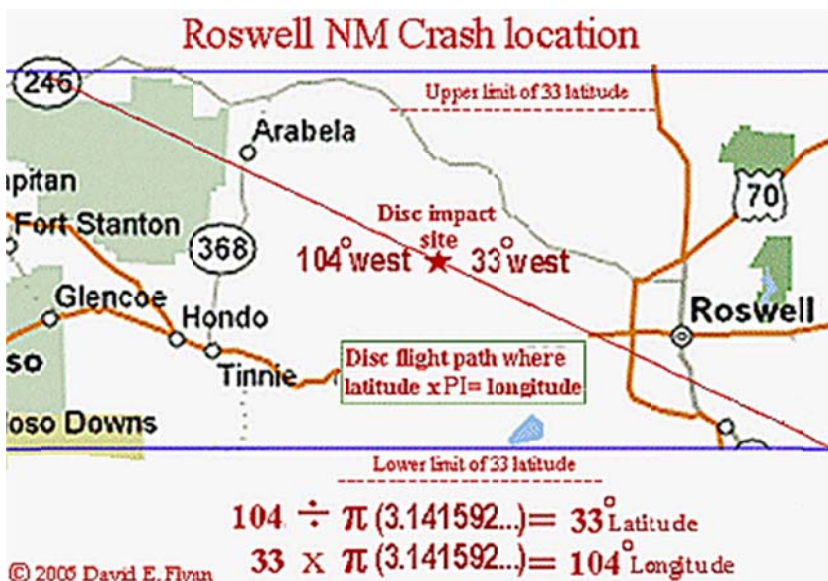 Roswell NM Crash location
246
Upper limit of 33 latitude
Arabela
apitan
70
Fort Stanton
Disc impact
site
368
104° west
33° west
Glencoe
Hondo
Roswell
so
Tinnie
Disc flight path where
latitude x PI= longitude
oso Downs
Lower limit of 33 latitude
104 ÷ π (3.141592...)= 33° Latitude
33 x π (3.141592...)= 104° Longitude
© 2005 David E. Flynn